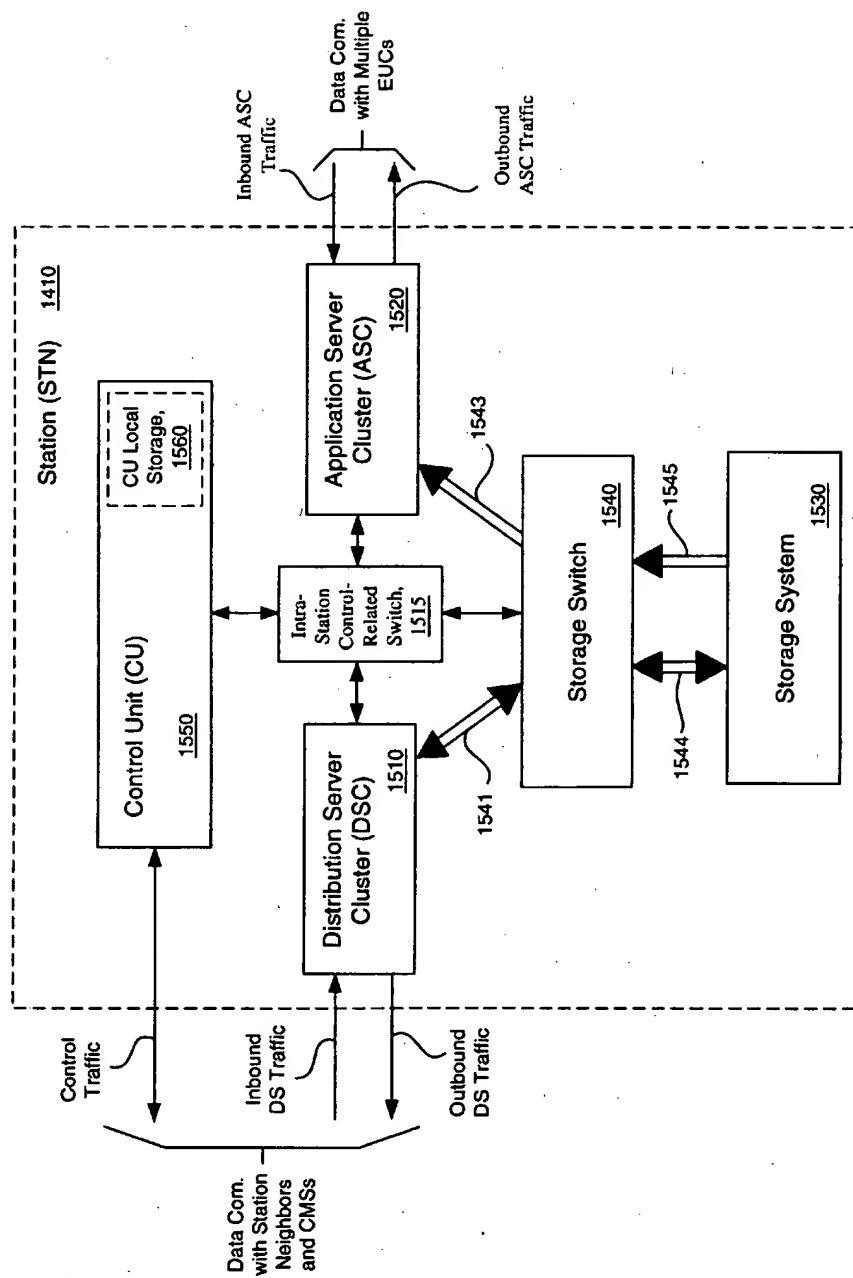 Station (STN) 1410
Control Unit (CU)
1550
CU Local
Storage,
1560
Control
Traffic
Inbound
DS Traffic
Outbound
DS Traffic
Data Com.
with Station
Neighbors
and CMSs
Distribution Server
Cluster (DSC)
1510
Intra-
Station
Control-
Related
Switch, 1515
Application Server
Cluster (ASC)
1520
Inbound ASC
Traffic
Data Com.
with Multiple
EUCs
Outbound
ASC Traffic
1541
1543
Storage Switch
1540
1544
1545
Storage System
1530